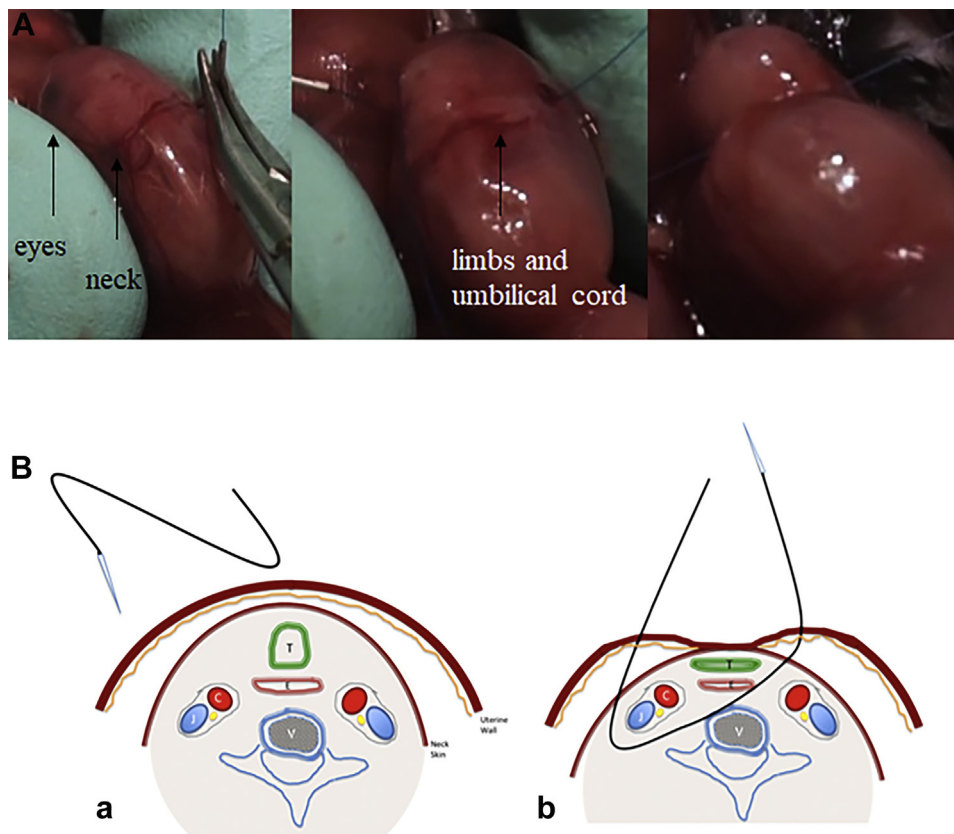 A
eyes
neck
limbs and
umbilical cord
B
T
E
C
J
V
Uterine
Wall
Neck
Skin
a
T
E
C
J
V
b